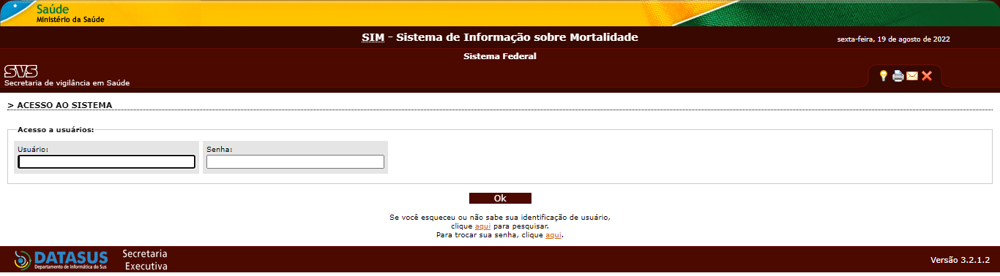 Saúde
Ministério da Saúde
SIM - Sistema de Informação sobre Mortalidade
sexta-feira, 19 de agosto de 2022
Sistema Federal
SVS
Secretaria de vigilância em Saúde
> ACESSO AO SISTEMA
Acesso a usuários:
Usuário:
Senha:
Ok
Se você esqueceu ou não sabe sua identificação de usuário,
clique aqui para pesquisar.
Para trocar sua senha, clique aqui.
DATASUS
Departamento de Informática do Sus
Secretaria
Executiva
Versão 3.2.1.2